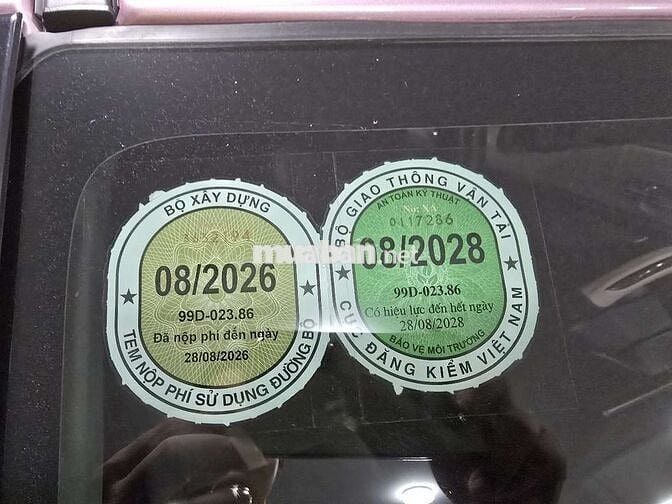 BỘ XÂY DỰNG
08/2026
99D-023.86
Đã nộp phí đến ngày
28/08/2026
TEM NỘP PHÍ SỬ DỤNG ĐƯỜNG BỘ
BỘ GIAO THÔNG VẬN TẢI
AN TOÀN KỸ THUẬT
No: XA
0117286
08/2028
99D-023.86
Có hiệu lực đến hết ngày
28/08/2028
BẢO VỆ MÔI TRƯỜNG
CỤC ĐĂNG KIỂM VIỆT NAM
muaban.net